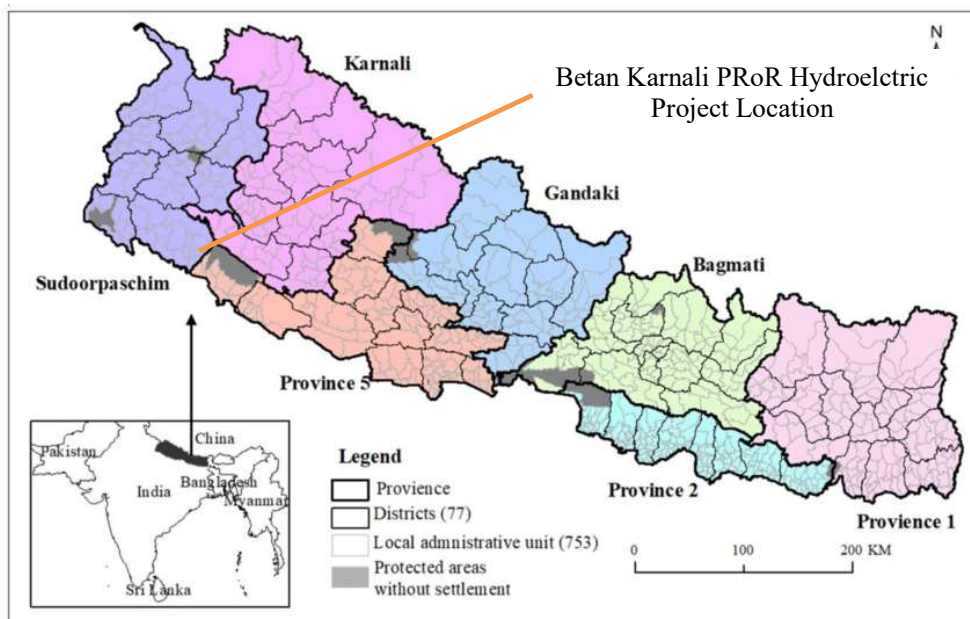 N
Karnali
Betan Karnali PRoR Hydroelctric
Project Location
Gandaki
Bagmati
Sudoorpaschim
Province 5
Province 2
Provience 1
China
Pakistan
India
Bangladesh
Myanmar
Sri Lanka
Legend
Provience
Districts (77)
Local admnistrative unit (753)
Protected areas
without settlement
0 100 200 KM